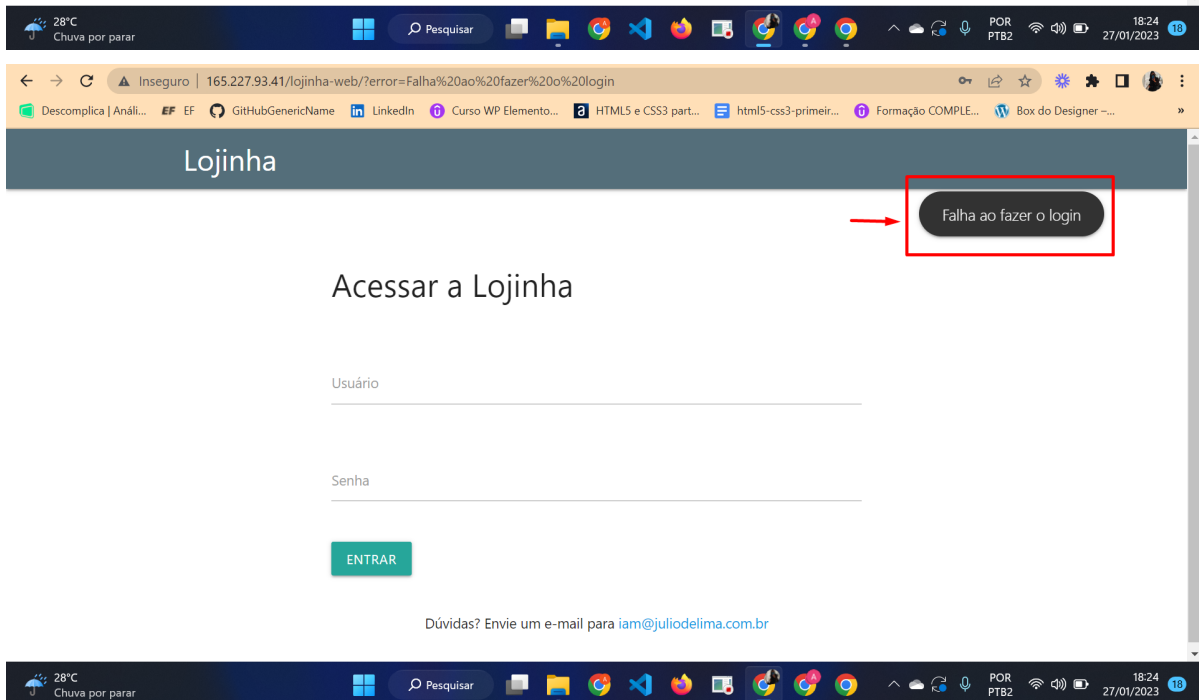 28°C
Chuva por parar
Pesquisar
POR
PTB2
18:24
27/01/2023
18
Inseguro | 165.227.93.41/lojinha-web/?error=Falha%20ao%20fazer%20o%20login
Descomplica | Análi... EF EF GitHubGenericName in LinkedIn Curso WP Elemento... a HTML5 e CSS3 part... html5-css3-primeir... Formação COMPLE... Box do Designer –... »
Lojinha
Falha ao fazer o login
Acessar a Lojinha
Usuário
Senha
ENTRAR
Dúvidas? Envie um e-mail para iam@juliodelima.com.br
28°C
Chuva por parar
Pesquisar
POR
PTB2
18:24
27/01/2023
18